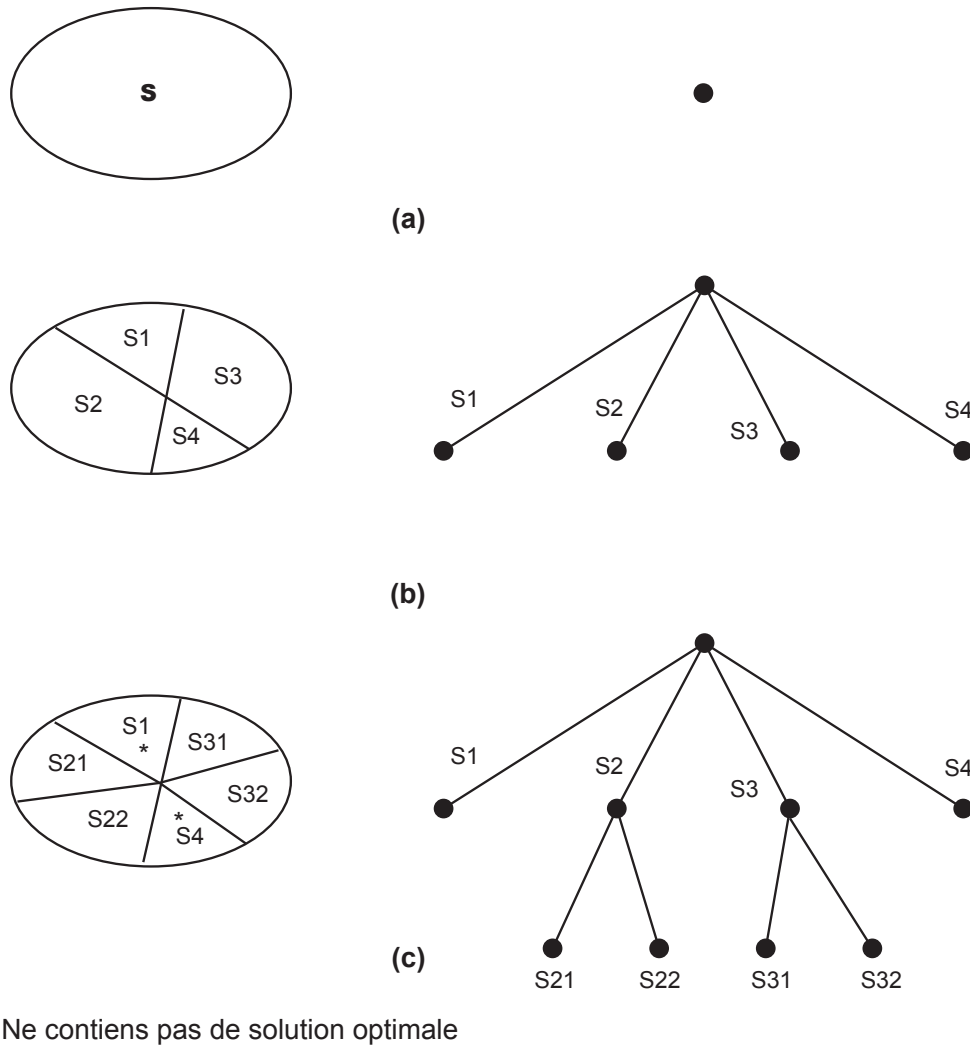 s
(a)
S1
S3
S2
S4
S1
S2
S3
S4
(b)
S1
*
S31
S21
S32
S22
*
S4
S1
S2
S3
S4
(c)
S21
S22
S31
S32
Ne contiens pas de solution optimale